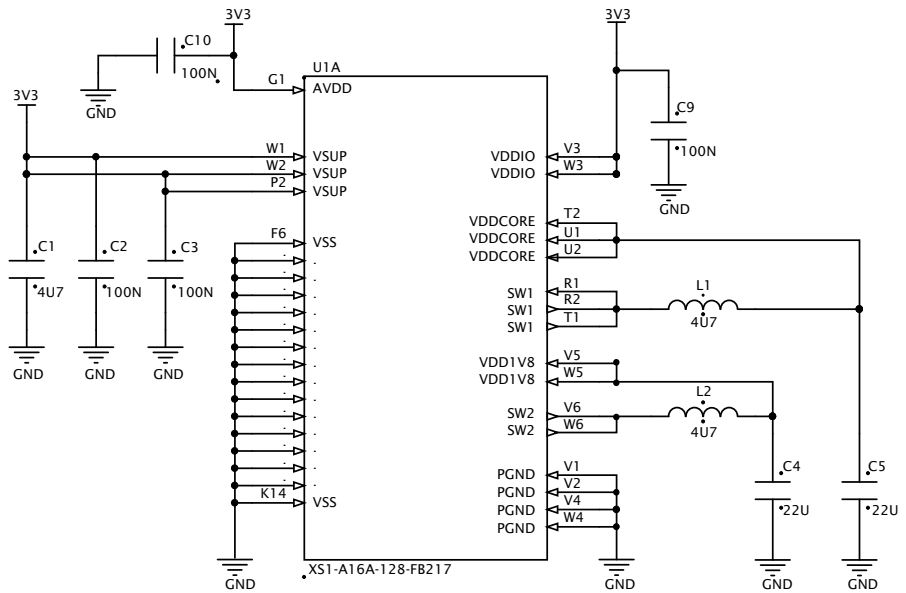 3V3
3V3
C10
100N
U1A
G1
AVDD
GND
3V3
C9
100N
GND
W1
VSUP
W2
VSUP
P2
VSUP
V3
VDDIO
W3
VDDIO
T2
VDDCORE
U1
VDDCORE
U2
VDDCORE
F6
VSS
C1
4U7
C2
100N
C3
100N
GND
GND
GND
R1
SW1
R2
SW1
T1
SW1
L1
4U7
V5
VDD1V8
W5
VDD1V8
L2
4U7
V6
SW2
W6
SW2
K14
VSS
V1
PGND
V2
PGND
V4
PGND
W4
PGND
C4
22U
C5
22U
GND
XS1-A16A-128-FB217
GND
GND
GND